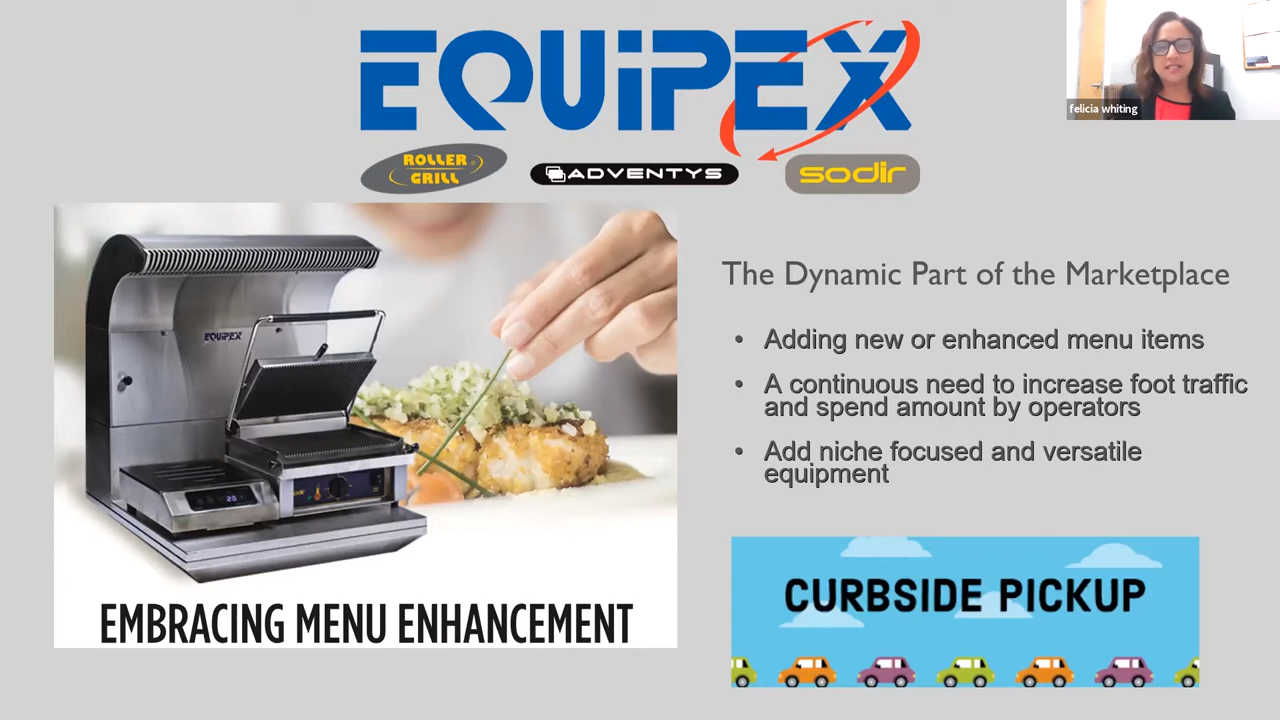 EQUiPEX
felicia whiting
ROLLER
GRILL
ADVENTYS
sodir
The Dynamic Part of the Marketplace
EQUIPEX
• Adding new or enhanced menu items
• A continuous need to increase foot traffic
and spend amount by operators
• Add niche focused and versatile
equipment
sodir
20
CURBSIDE PICKUP
EMBRACING MENU ENHANCEMENT